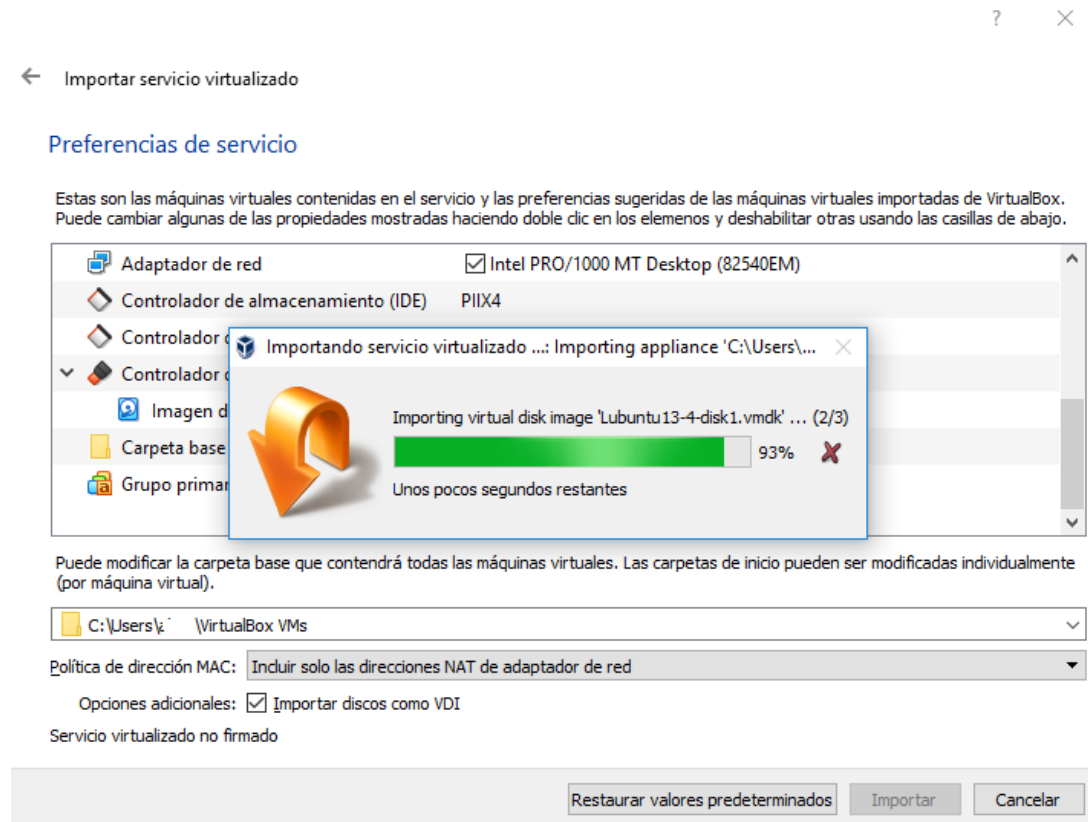 ?
Importar servicio virtualizado
Preferencias de servicio
Estas son las máquinas virtuales contenidas en el servicio y las preferencias sugeridas de las máquinas virtuales importadas de VirtualBox.
Puede cambiar algunas de las propiedades mostradas haciendo doble clic en los elemenos y deshabilitar otras usando las casillas de abajo.
Adaptador de red Intel PRO/1000 MT Desktop (82540EM)
Controlador de almacenamiento (IDE) PIIX4
Controlador
Importando servicio virtualizado ...: Importing appliance 'C:\Users\...
Controlador
Imagen d
Importing virtual disk image 'Lubuntu13-4-disk1.vmdk' ... (2/3)
Carpeta base
93%
Grupo primar
Unos pocos segundos restantes
Puede modificar la carpeta base que contendrá todas las máquinas virtuales. Las carpetas de inicio pueden ser modificadas individualmente
(por máquina virtual).
C:\Users\ \VirtualBox VMs
Política de dirección MAC: Incluir solo las direcciones NAT de adaptador de red
Opciones adicionales: Importar discos como VDI
Servicio virtualizado no firmado
Restaurar valores predeterminados Importar Cancelar